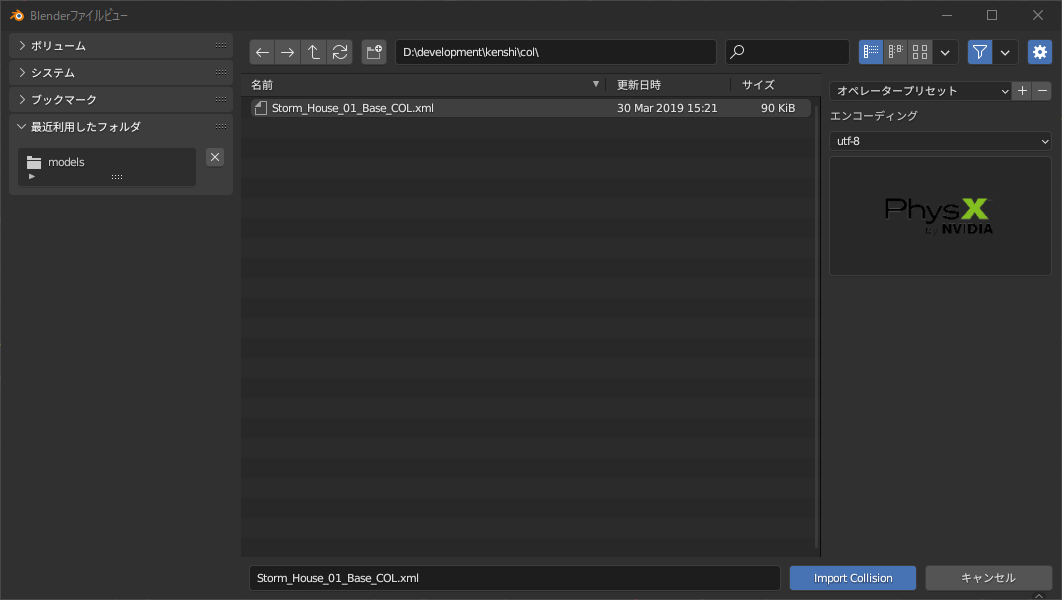 Blenderファイルビュー
ボリューム
システム
ブックマーク
最近利用したフォルダ
models
D:\development\kenshi\col\
名前 更新日時 サイズ
Storm_House_01_Base_COL.xml 30 Mar 2019 15:21 90 KiB
オペレータープリセット
エンコーディング
utf-8
PhysX
by NVIDIA
Storm_House_01_Base_COL.xml
Import Collision
キャンセル